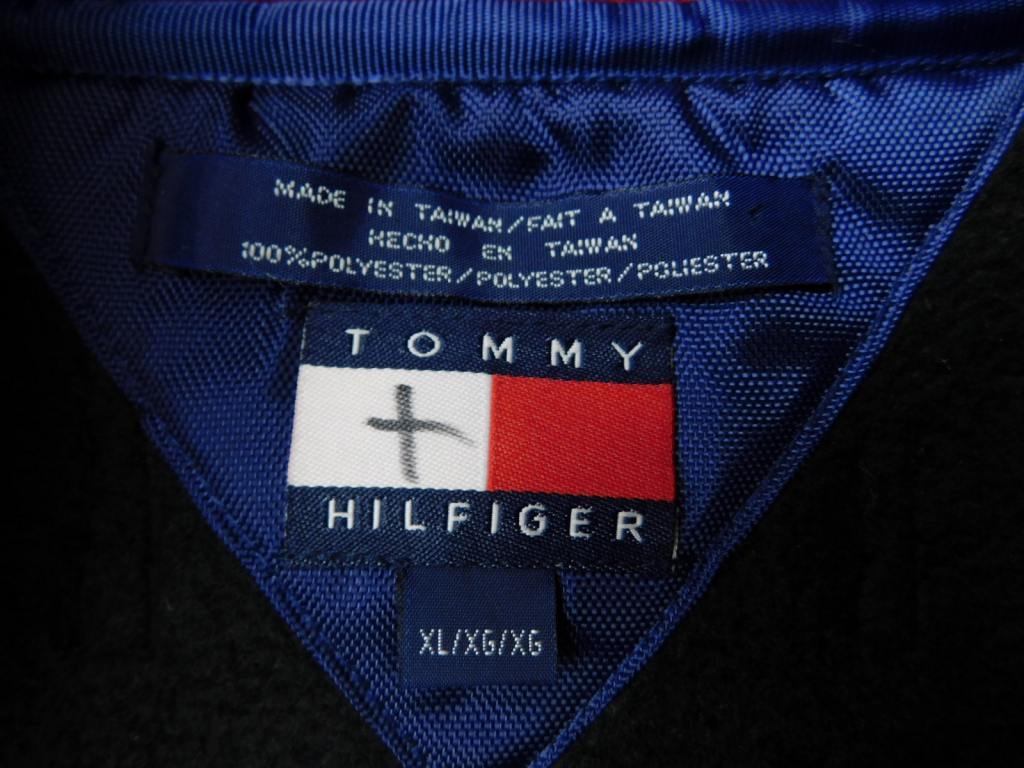 MADE IN TAIWAN/FAIT A TAIWAN
HECHO EN TAIWAN
100%POLYESTER/POLYESTER/POLIESTER
TOMMY
HILFIGER
XL/XG/XG